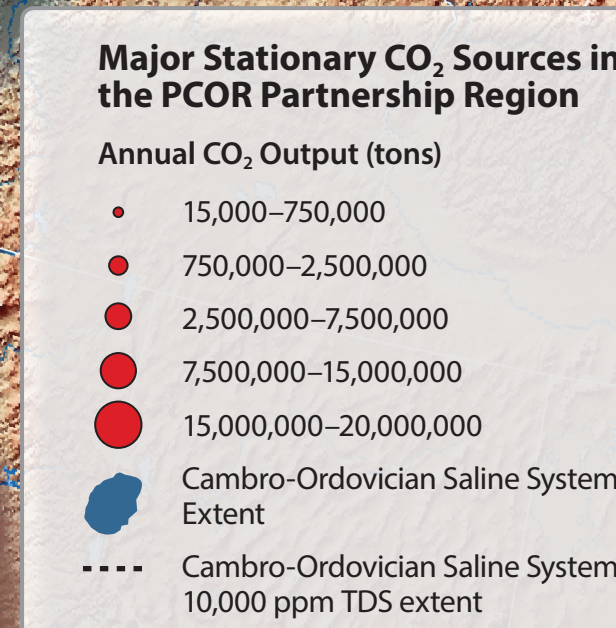 Major Stationary CO₂ Sources in
the PCOR Partnership Region
Annual CO₂ Output (tons)
15,000–750,000
750,000–2,500,000
2,500,000–7,500,000
7,500,000–15,000,000
15,000,000–20,000,000
Cambro-Ordovician Saline System
Extent
Cambro-Ordovician Saline System
10,000 ppm TDS extent